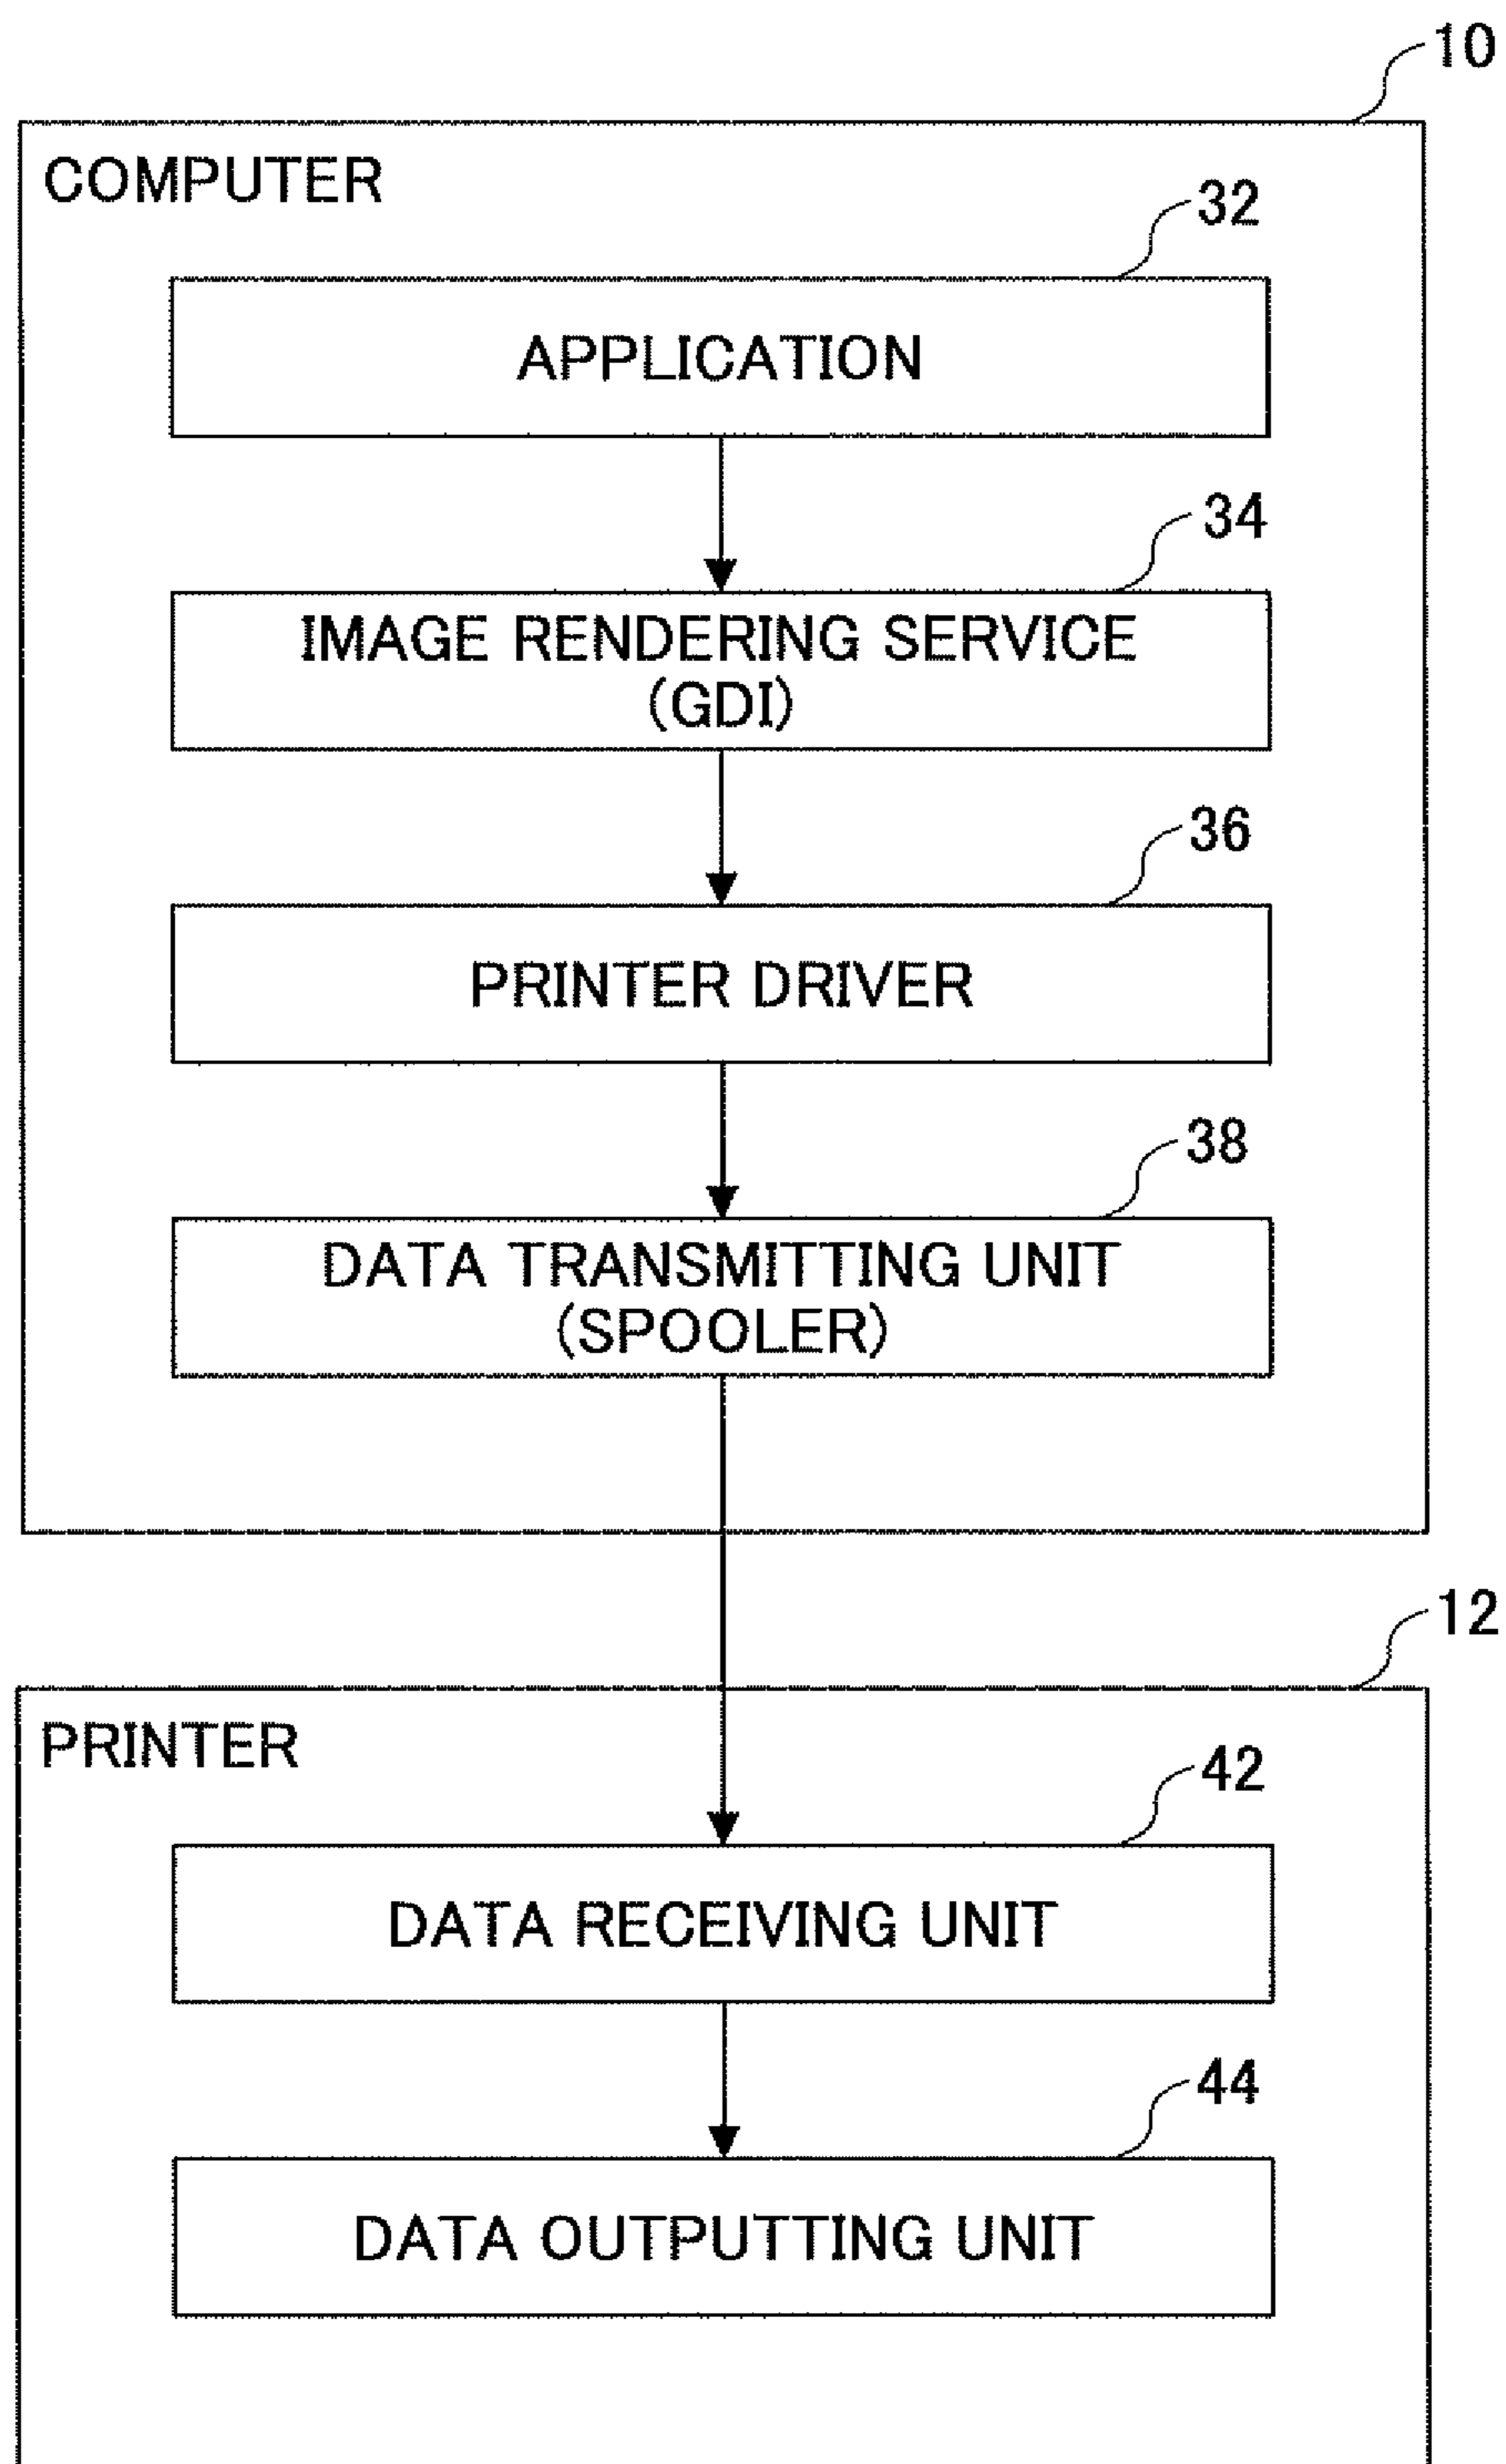 10
COMPUTER
32
APPLICATION
34
IMAGE RENDERING SERVICE
(GDI)
36
PRINTER DRIVER
38
DATA TRANSMITTING UNIT
(SPOOLER)
12
PRINTER
42
DATA RECEIVING UNIT
44
DATA OUTPUTTING UNIT